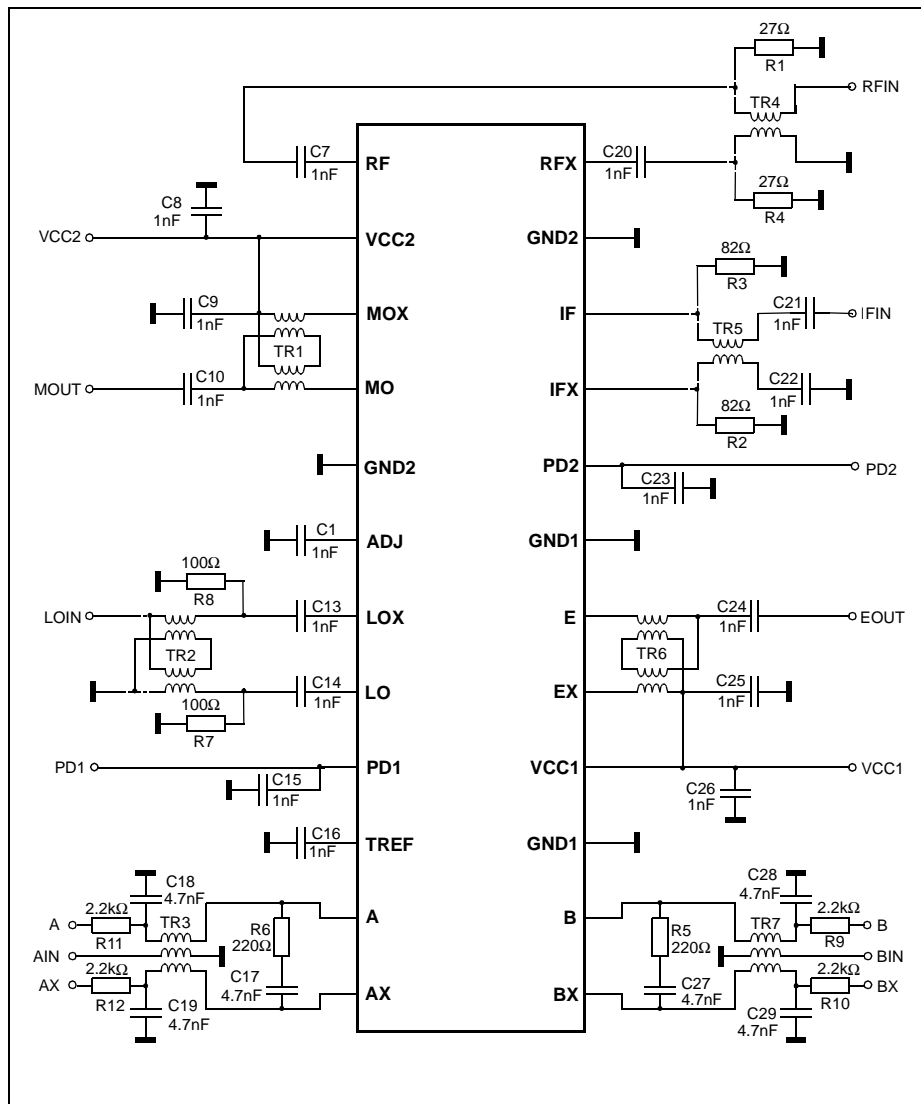 27Ω
R1
RFIN
TR4
C7
1nF
RF
RFX
C20
1nF
27Ω
R4
C8
1nF
VCC2
VCC2
GND2
82Ω
R3
C9
1nF
MOX
IF
C21
1nF
IFIN
TR1
TR5
MOUT
C10
1nF
MO
IFX
C22
1nF
82Ω
R2
GND2
PD2
PD2
C23
1nF
C1
1nF
ADJ
GND1
100Ω
R8
LOIN
C13
1nF
LOX
E
C24
1nF
EOUT
TR2
TR6
C14
1nF
LO
EX
C25
1nF
100Ω
R7
PD1
PD1
VCC1
VCC1
C15
1nF
C26
1nF
C16
1nF
TREF
GND1
C18
4.7nF
C28
4.7nF
A
2.2kΩ
R11
TR3
R6
220Ω
A
B
R5
220Ω
TR7
2.2kΩ
R9
B
AIN
BIN
AX
2.2kΩ
R12
C19
4.7nF
C17
4.7nF
AX
BX
C27
4.7nF
C29
4.7nF
2.2kΩ
R10
BX